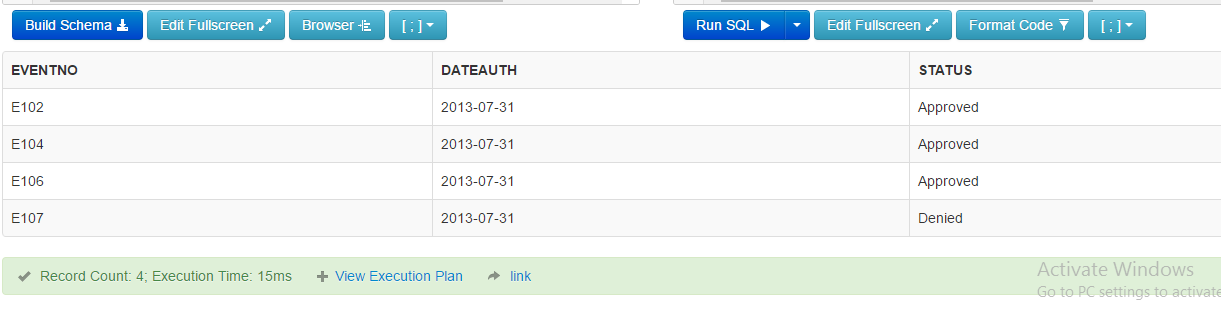 Build Schema Edit Fullscreen Browser [ ; ] Run SQL Edit Fullscreen Format Code [ ; ]
EVENTNO DATEAUTH STATUS
E102 2013-07-31 Approved
E104 2013-07-31 Approved
E106 2013-07-31 Approved
E107 2013-07-31 Denied
Record Count: 4; Execution Time: 15ms View Execution Plan link
Activate Windows
Go to PC settings to activate